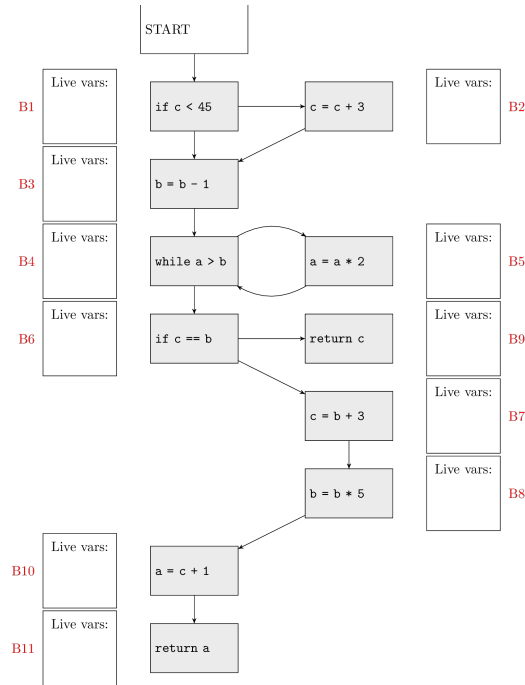 START
Live vars:
Live vars:
B1
if c < 45
c = c + 3
B2
Live vars:
B3
b = b − 1
Live vars:
Live vars:
B4
while a > b
a = a * 2
B5
Live vars:
Live vars:
B6
if c == b
return c
B9
Live vars:
c = b + 3
B7
Live vars:
b = b * 5
B8
Live vars:
B10
a = c + 1
Live vars:
B11
return a